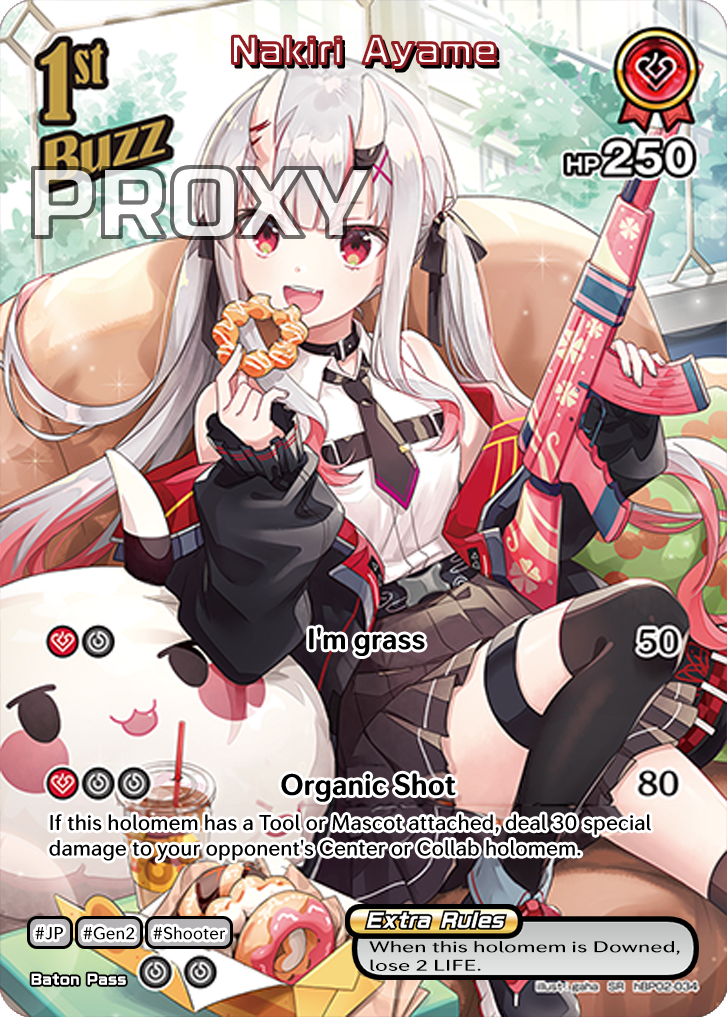 Nakiri Ayame
1st
Buzz
HP250
PROXY
I'm grass 50
Organic Shot 80
If this holomem has a Tool or Mascot attached, deal 30 special
damage to your opponent's Center or Collab holomem.
#JP #Gen2 #Shooter
Extra Rules
When this holomem is Downed,
lose 2 LIFE.
Baton Pass
illust:gaha SR hBP02-034